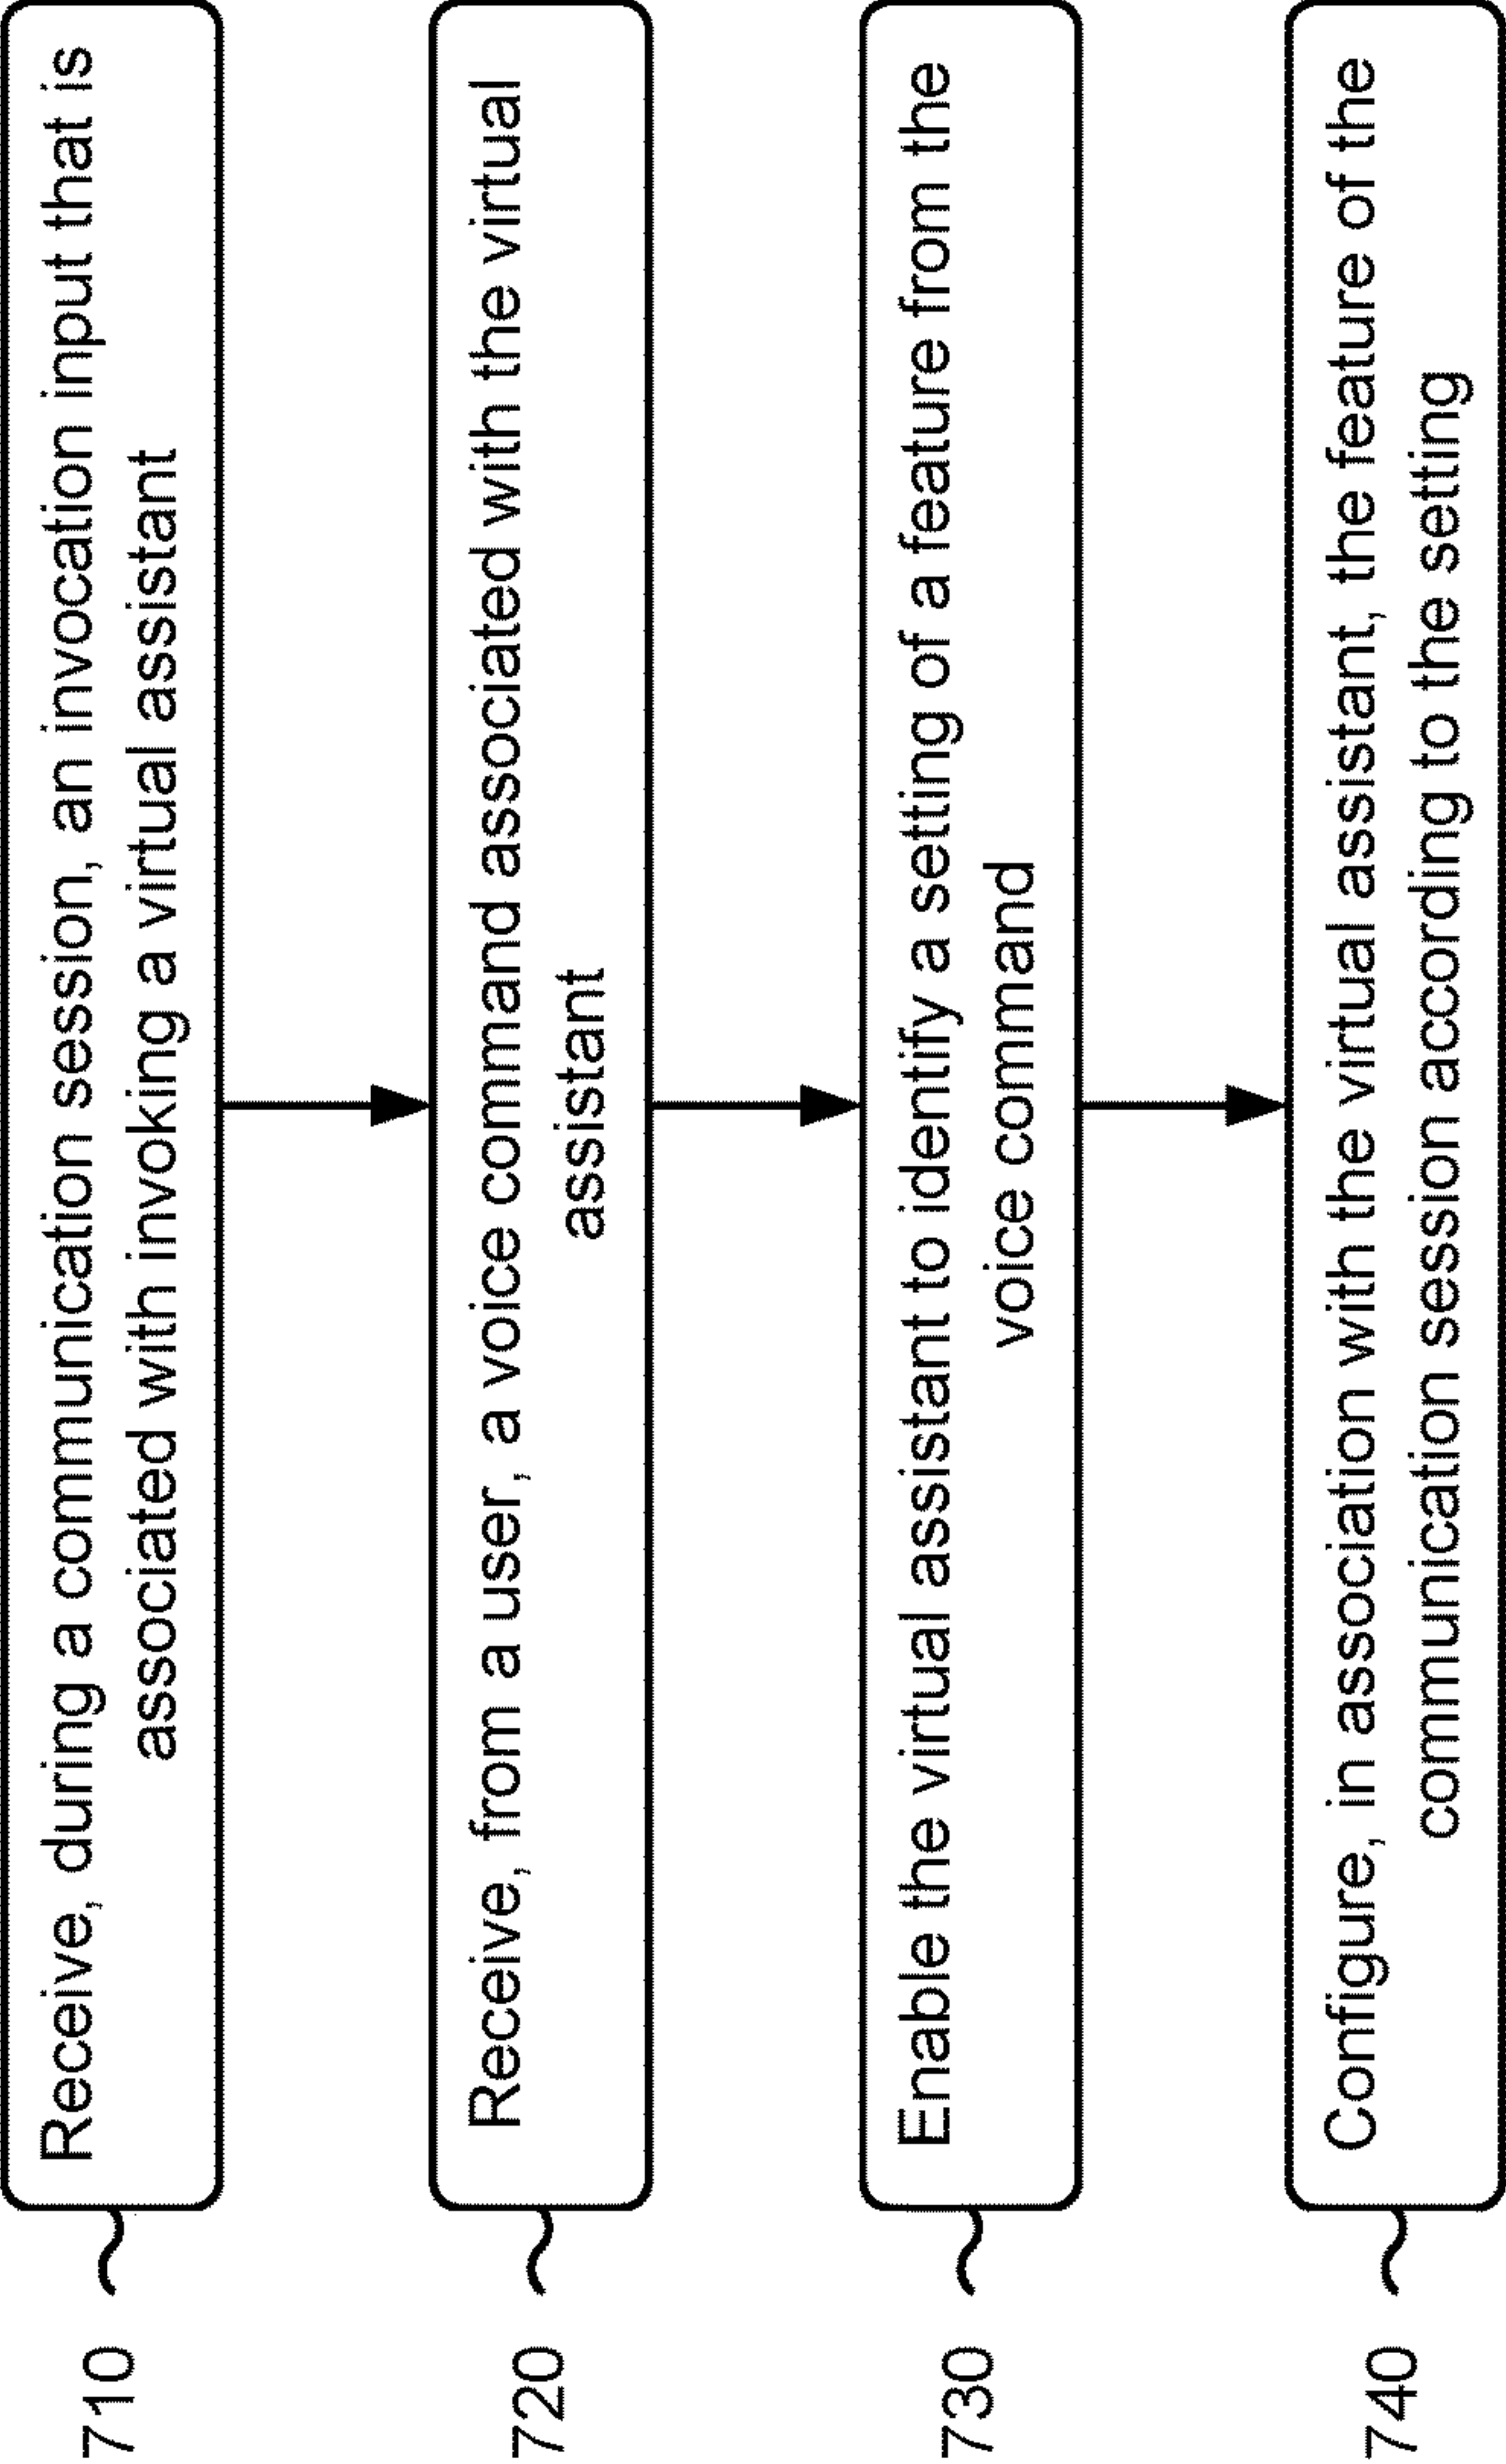 710
Receive, during a communication session, an invocation input that is
associated with invoking a virtual assistant
720
Receive, from a user, a voice command associated with the virtual
assistant
730
Enable the virtual assistant to identify a setting of a feature from the
voice command
740
Configure, in association with the virtual assistant, the feature of the
communication session according to the setting